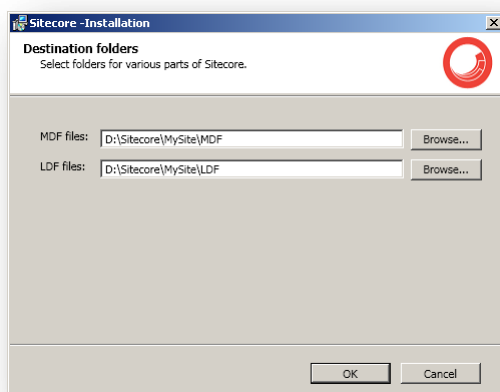 Sitecore -Installation
Destination folders
Select folders for various parts of Sitecore.
MDF files: D:\Sitecore\MySite\MDF Browse...
LDF files: D:\Sitecore\MySite\LDF Browse...
OK Cancel